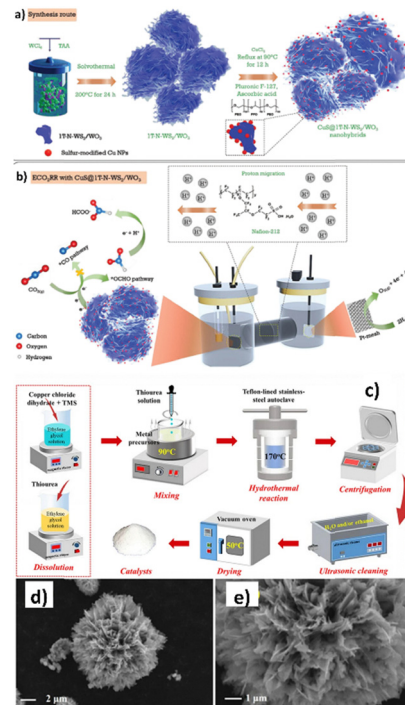 a)
Synthesis route
WCl6
TAA
Solvothermal
200°C for 24 h
CuCl2
Reflux at 90°C
for 12 h
Pluronic F-127,
Ascorbic acid
1T-N-WS2/WO3
1T-N-WS2/WO3
Sulfur-modified Cu NPs
CuS@1T-N-WS2/WO3
nanohybrids
b)
ECO2RR with CuS@1T-N-WS2/WO3
Proton migration
H+
Nafion-212
HCOO-
e- + H+
*CO pathway
*OCHO pathway
CO2(g)
Carbon
Oxygen
Hydrogen
Pt-mesh
c)
Copper chloride
dihydrate + TMS
Ethylene
glycol solution
Thiourea
solution
Metal
precursors
90°C
Mixing
Teflon-lined stainless-
steel autoclave
170°C
Hydrothermal
reaction
Centrifugation
Thiourea
Ethylene
glycol solution
Dissolution
Catalysts
Vacuum oven
50°C
Drying
H2O and/or ethanol
Ultrasonic cleaning
d)
2 µm
e)
1 µm